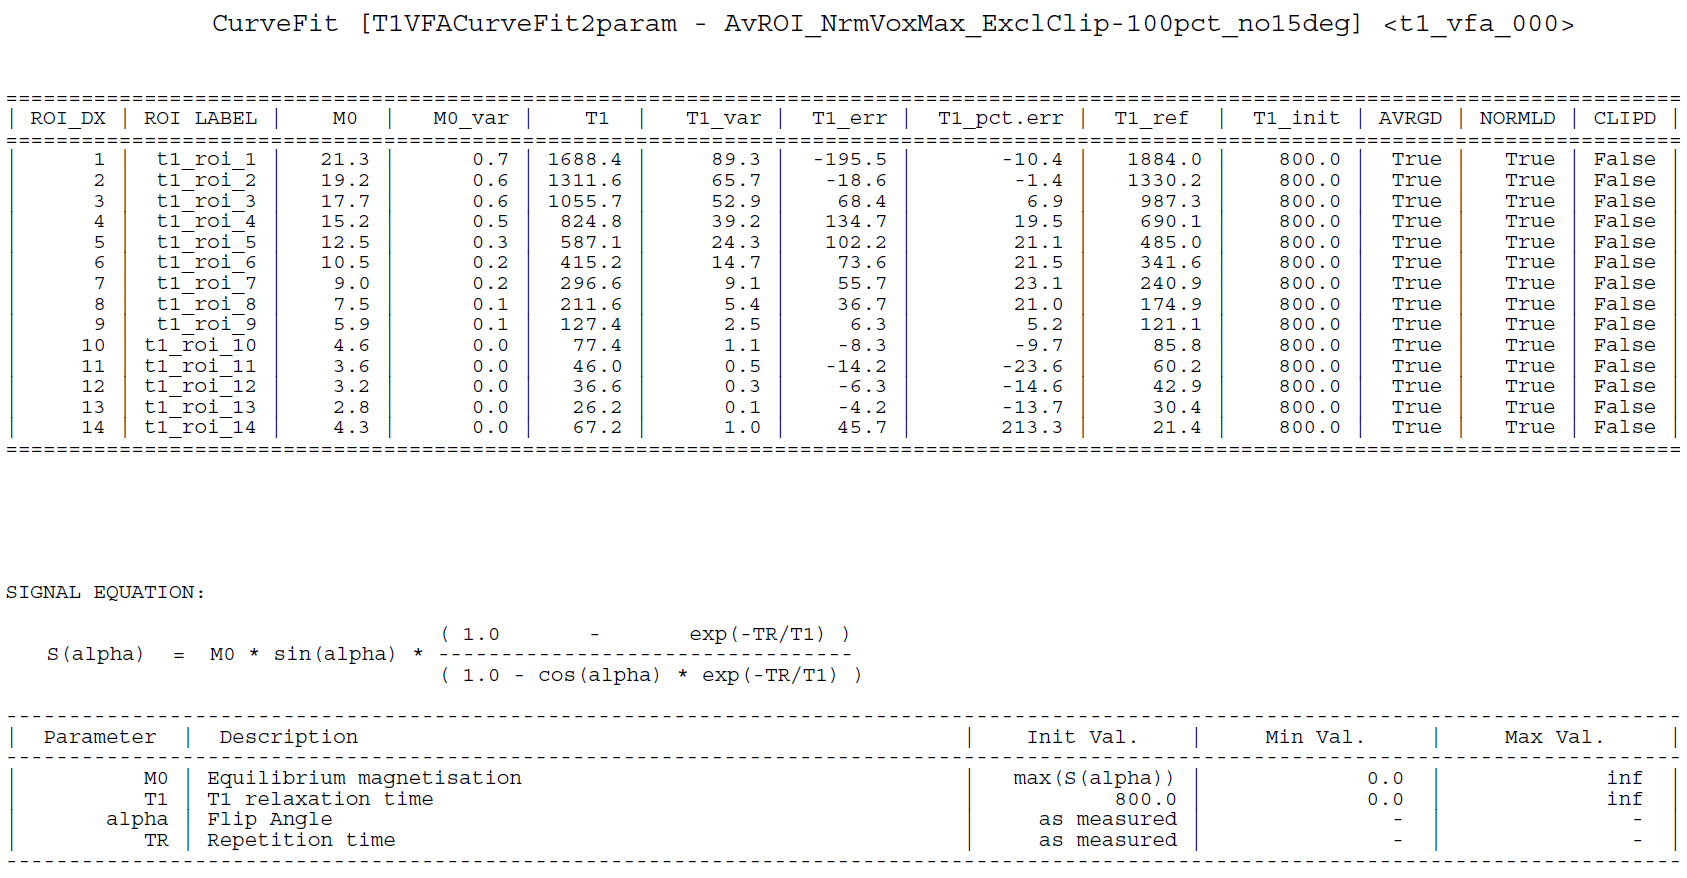 CurveFit [T1VFACurveFit2param - AvROI_NrmVoxMax_ExclClip-100pct_no15deg] <t1_vfa_000>
======================================================================================================================================
| ROI_DX | ROI LABEL | M0 | M0_var | T1 | T1_var | T1_err | T1_pct.err | T1_ref | T1_init | AVRGD | NORMLD | CLIPD |
======================================================================================================================================
| 1 | t1_roi_1 | 21.3 | 0.7 | 1688.4 | 89.3 | -195.5 | -10.4 | 1884.0 | 800.0 | True | True | False |
| 2 | t1_roi_2 | 19.2 | 0.6 | 1311.6 | 65.7 | -18.6 | -1.4 | 1330.2 | 800.0 | True | True | False |
| 3 | t1_roi_3 | 17.7 | 0.6 | 1055.7 | 52.9 | 68.4 | 6.9 | 987.3 | 800.0 | True | True | False |
| 4 | t1_roi_4 | 15.2 | 0.5 | 824.8 | 39.2 | 134.7 | 19.5 | 690.1 | 800.0 | True | True | False |
| 5 | t1_roi_5 | 12.5 | 0.3 | 587.1 | 24.3 | 102.2 | 21.1 | 485.0 | 800.0 | True | True | False |
| 6 | t1_roi_6 | 10.5 | 0.2 | 415.2 | 14.7 | 73.6 | 21.5 | 341.6 | 800.0 | True | True | False |
| 7 | t1_roi_7 | 9.0 | 0.2 | 296.6 | 9.1 | 55.7 | 23.1 | 240.9 | 800.0 | True | True | False |
| 8 | t1_roi_8 | 7.5 | 0.1 | 211.6 | 5.4 | 36.7 | 21.0 | 174.9 | 800.0 | True | True | False |
| 9 | t1_roi_9 | 5.9 | 0.1 | 127.4 | 2.5 | 6.3 | 5.2 | 121.1 | 800.0 | True | True | False |
| 10 | t1_roi_10 | 4.6 | 0.0 | 77.4 | 1.1 | -8.3 | -9.7 | 85.8 | 800.0 | True | True | False |
| 11 | t1_roi_11 | 3.6 | 0.0 | 46.0 | 0.5 | -14.2 | -23.6 | 60.2 | 800.0 | True | True | False |
| 12 | t1_roi_12 | 3.2 | 0.0 | 36.6 | 0.3 | -6.3 | -14.6 | 42.9 | 800.0 | True | True | False |
| 13 | t1_roi_13 | 2.8 | 0.0 | 26.2 | 0.1 | -4.2 | -13.7 | 30.4 | 800.0 | True | True | False |
| 14 | t1_roi_14 | 4.3 | 0.0 | 67.2 | 1.0 | 45.7 | 213.3 | 21.4 | 800.0 | True | True | False |
======================================================================================================================================
SIGNAL EQUATION:
( 1.0 - exp(-TR/T1) )
S(alpha) = M0 * sin(alpha) * ---------------------------------
( 1.0 - cos(alpha) * exp(-TR/T1) )
--------------------------------------------------------------------------------------------------------------------------------------
| Parameter | Description | Init Val. | Min Val. | Max Val. |
--------------------------------------------------------------------------------------------------------------------------------------
| M0 | Equilibrium magnetisation | max(S(alpha)) | 0.0 | inf |
| T1 | T1 relaxation time | 800.0 | 0.0 | inf |
| alpha | Flip Angle | as measured | - | - |
| TR | Repetition time | as measured | - | - |
--------------------------------------------------------------------------------------------------------------------------------------